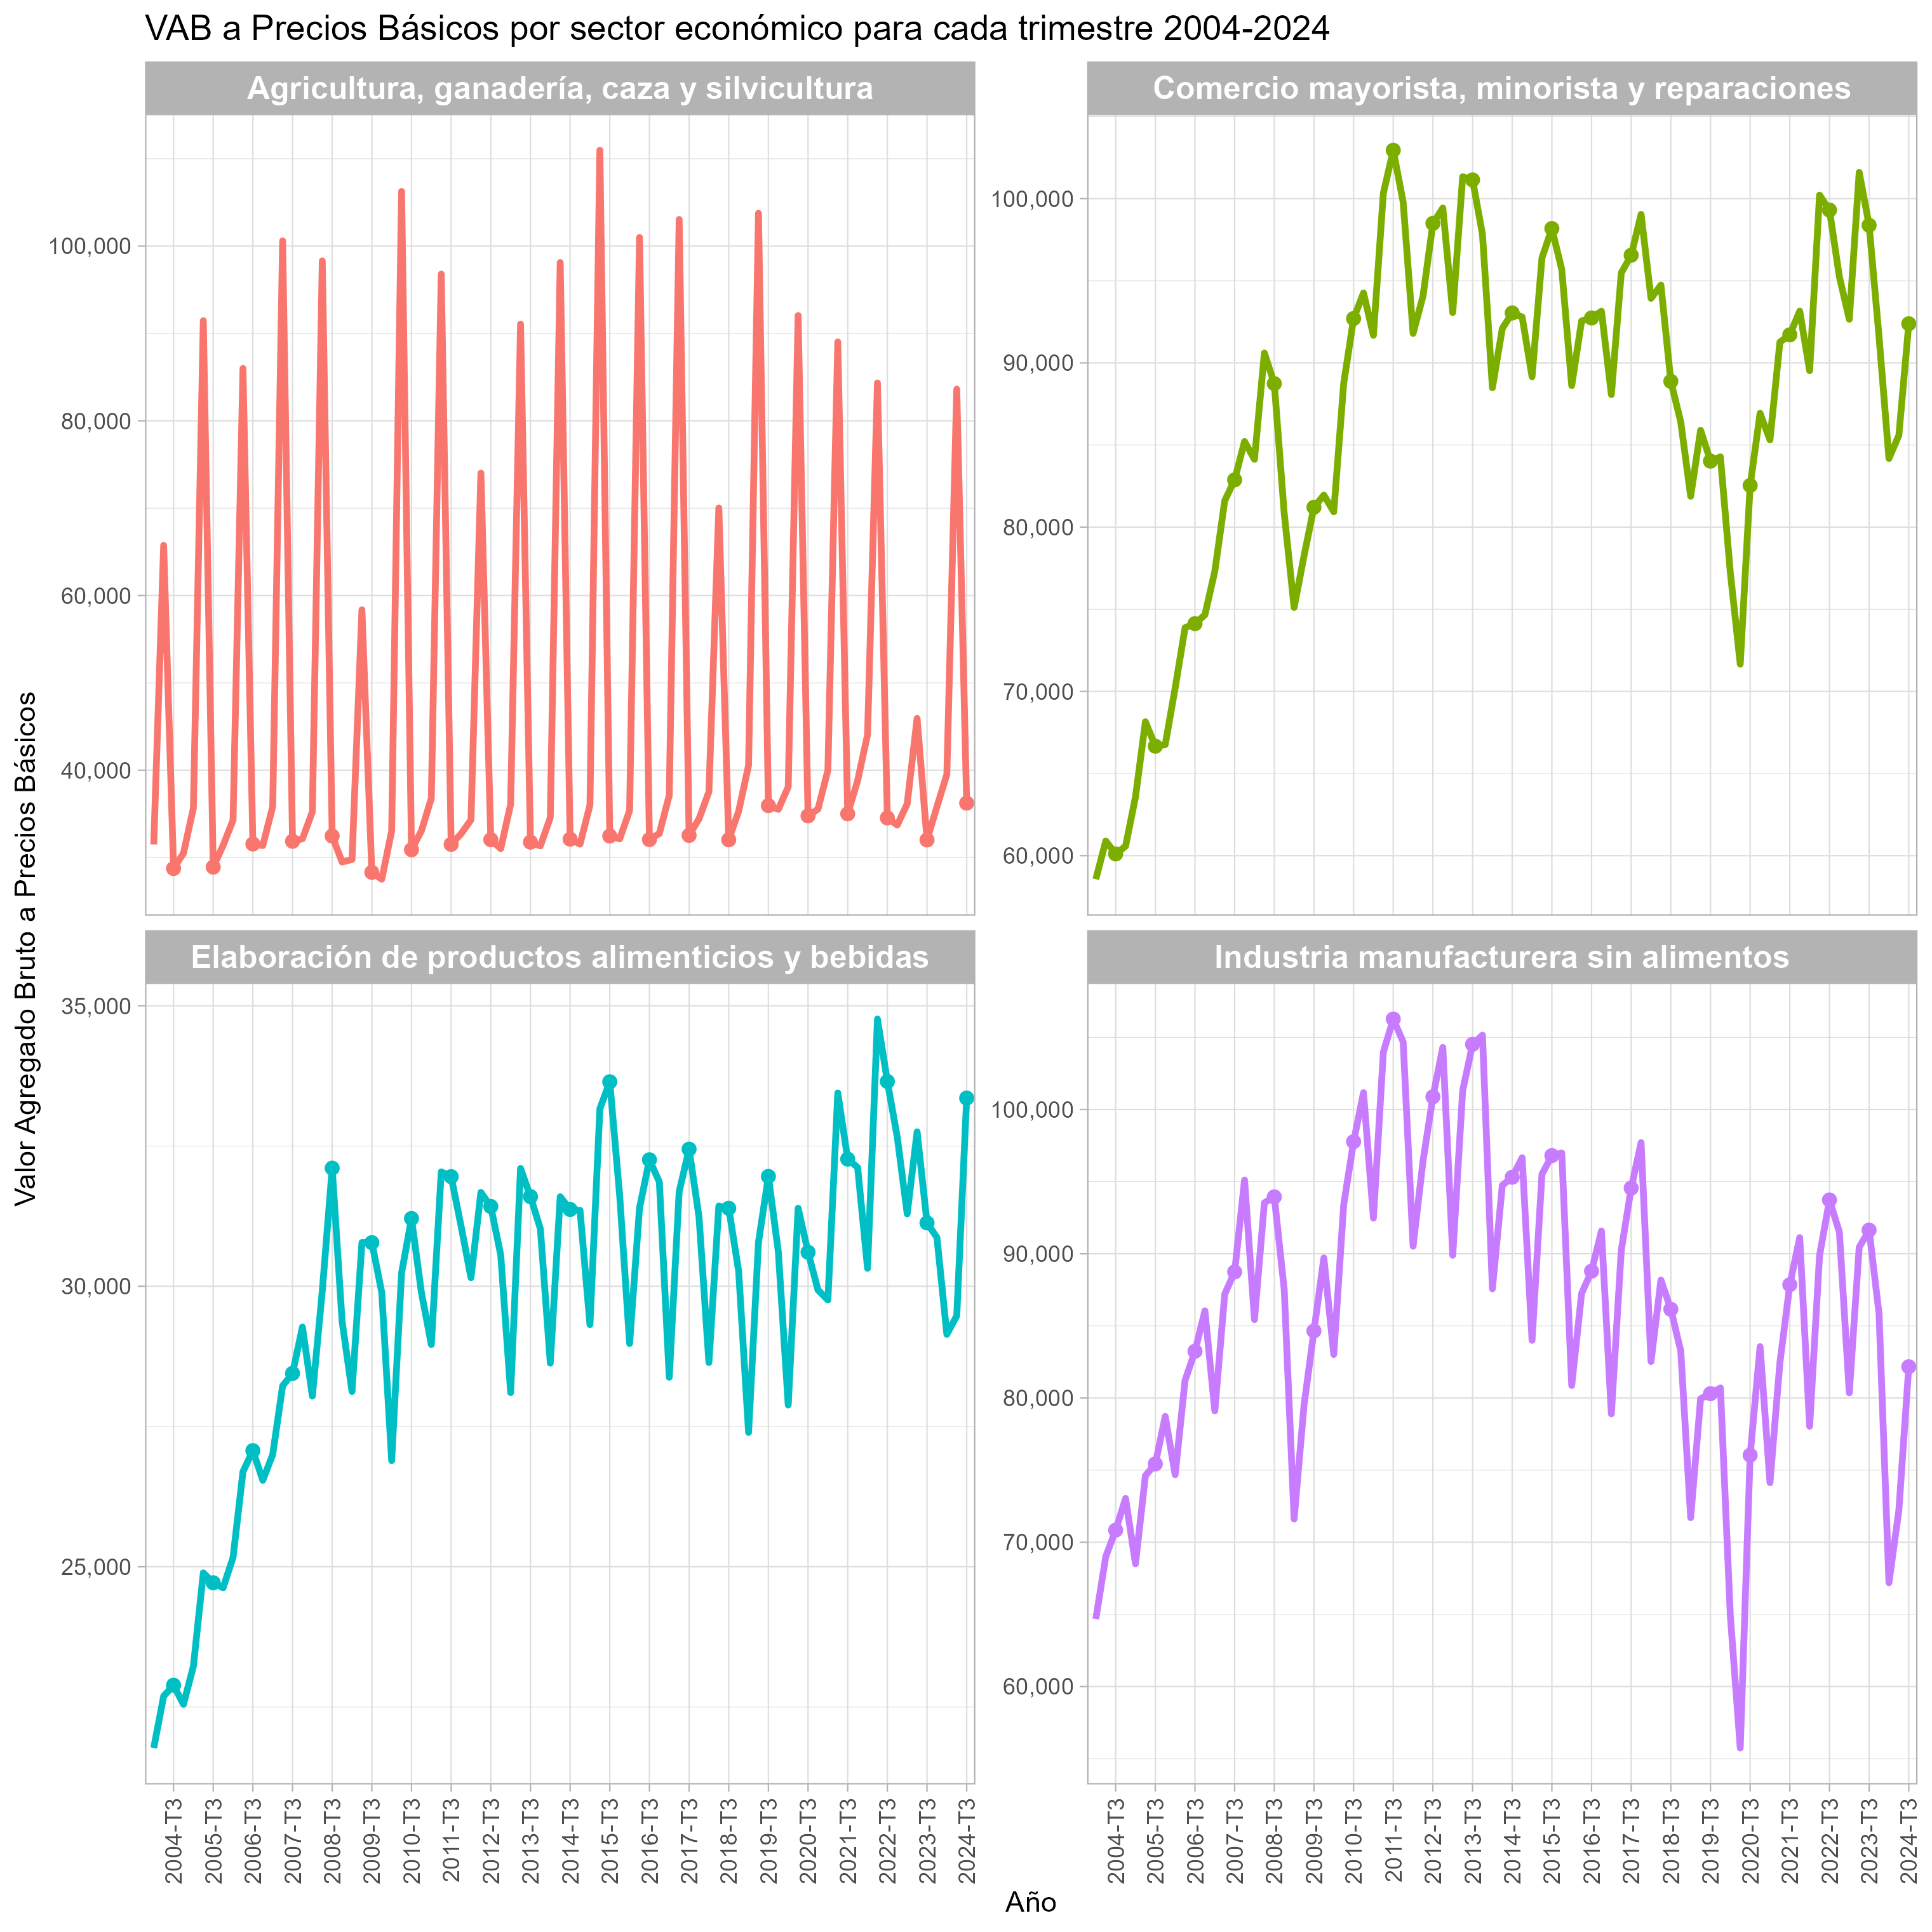 VAB a Precios Básicos por sector económico para cada trimestre 2004-2024
Agricultura, ganadería, caza y silvicultura
Comercio mayorista, minorista y reparaciones
100,000
80,000
60,000
40,000
100,000
90,000
80,000
70,000
60,000
Valor Agregado Bruto a Precios Básicos
Elaboración de productos alimenticios y bebidas
Industria manufacturera sin alimentos
35,000
30,000
25,000
100,000
90,000
80,000
70,000
60,000
2004-T3
2005-T3
2006-T3
2007-T3
2008-T3
2009-T3
2010-T3
2011-T3
2012-T3
2013-T3
2014-T3
2015-T3
2016-T3
2017-T3
2018-T3
2019-T3
2020-T3
2021-T3
2022-T3
2023-T3
2024-T3
2004-T3
2005-T3
2006-T3
2007-T3
2008-T3
2009-T3
2010-T3
2011-T3
2012-T3
2013-T3
2014-T3
2015-T3
2016-T3
2017-T3
2018-T3
2019-T3
2020-T3
2021-T3
2022-T3
2023-T3
2024-T3
Año